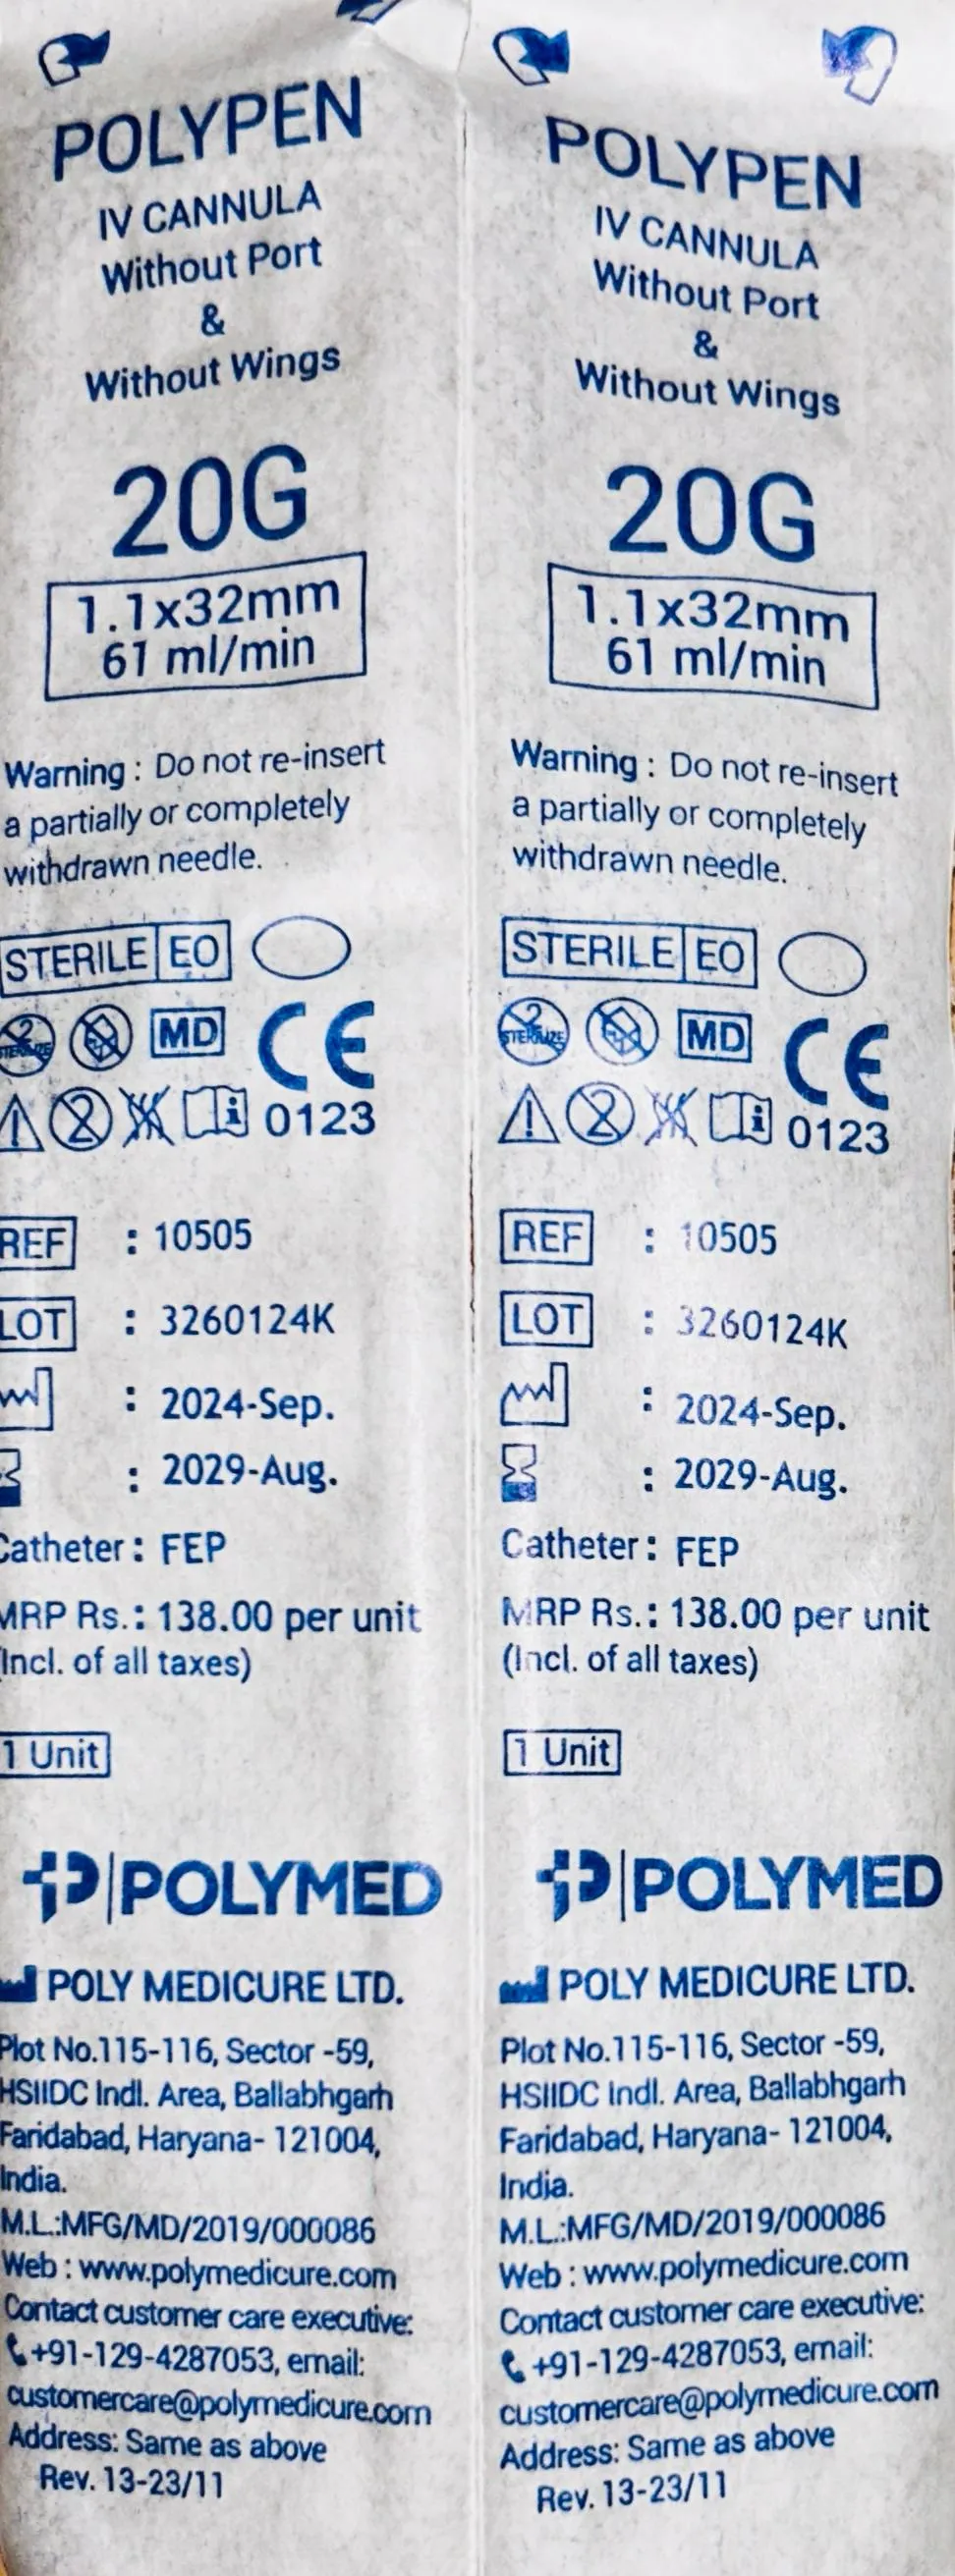 POLYPEN
IV CANNULA
Without Port
&
Without Wings
20G
1.1x32mm
61 ml/min
Warning : Do not re-insert
a partially or completely
withdrawn needle.
STERILE EO
2 STERILIZE MD CE
2 i 0123
REF : 10505
LOT : 3260124K
: 2024-Sep.
: 2029-Aug.
Catheter : FEP
MRP Rs.: 138.00 per unit
(Incl. of all taxes)
1 Unit
POLYMED
POLY MEDICURE LTD.
Plot No.115-116, Sector -59,
HSIIDC Indl. Area, Ballabhgarh
Faridabad, Haryana- 121004,
India.
M.L.:MFG/MD/2019/000086
Web : www.polymedicure.com
Contact customer care executive:
+91-129-4287053, email:
customercare@polymedicure.com
Address: Same as above
Rev. 13-23/11
POLYPEN
IV CANNULA
Without Port
&
Without Wings
20G
1.1x32mm
61 ml/min
Warning : Do not re-insert
a partially or completely
withdrawn needle.
STERILE EO
2 STERILIZE MD CE
2 i 0123
REF : 10505
LOT : 3260124K
: 2024-Sep.
: 2029-Aug.
Catheter : FEP
MRP Rs.: 138.00 per unit
(Incl. of all taxes)
1 Unit
POLYMED
POLY MEDICURE LTD.
Plot No.115-116, Sector -59,
HSIIDC Indl. Area, Ballabhgarh
Faridabad, Haryana- 121004,
India.
M.L.:MFG/MD/2019/000086
Web : www.polymedicure.com
Contact customer care executive:
+91-129-4287053, email:
customercare@polymedicure.com
Address: Same as above
Rev. 13-23/11